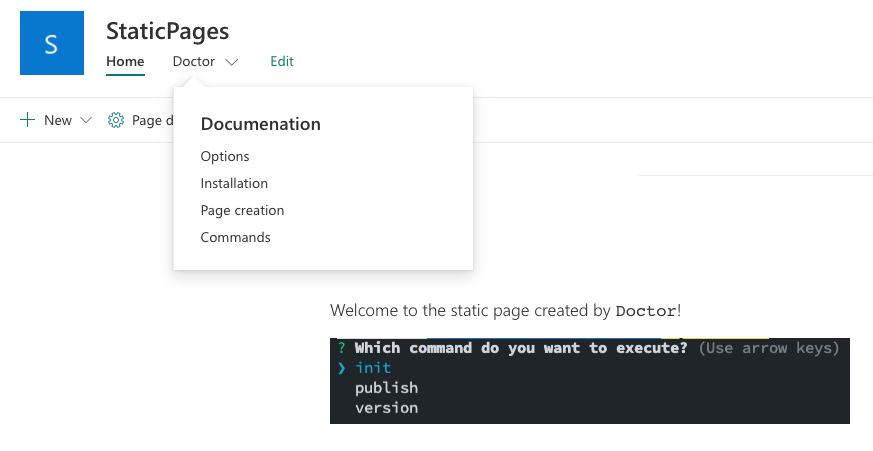 S
StaticPages
Home Doctor Edit
New Page d
Documenation
Options
Installation
Page creation
Commands
Welcome to the static page created by Doctor!
? Which command do you want to execute? (Use arrow keys)
❯ init
publish
version